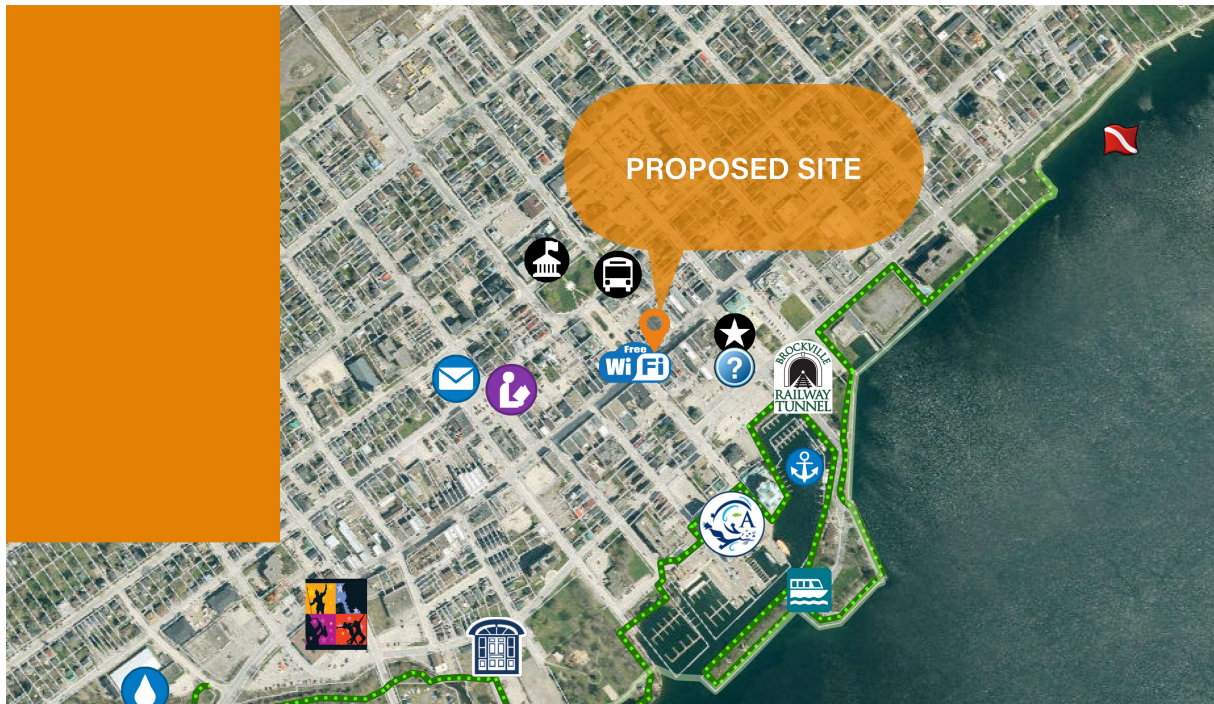 PROPOSED SITE
Free
Wi Fi
?
BROCKVILLE
RAILWAY
TUNNEL
A